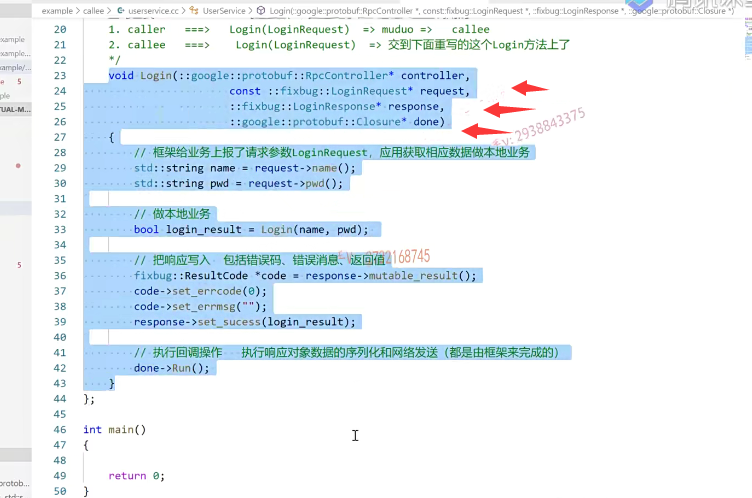 example > callee > userservice.cc > UserService > Login(::google::protobuf::RpcController *, const::fixbug::LoginRequest *, ::fixbug::LoginResponse *, ::google::protobuf::Closure *)
20 1. caller ===> Login(LoginRequest) => muduo => callee
21 2. callee ===> Login(LoginRequest) => 交到下面重写的这个Login方法上了
22 */
23 void Login(::google::protobuf::RpcController* controller,
24 const ::fixbug::LoginRequest* request,
25 ::fixbug::LoginResponse* response,
26 ::google::protobuf::Closure* done)
27 {
28 // 框架给业务上报了请求参数LoginRequest, 应用获取相应数据做本地业务
29 std::string name = request->name();
30 std::string pwd = request->pwd();
31
32 // 做本地业务
33 bool login_result = Login(name, pwd);
34
35 // 把响应写入 包括错误码、错误消息、返回值
36 fixbug::ResultCode *code = response->mutable_result();
37 code->set_errcode(0);
38 code->set_errmsg("");
39 response->set_sucess(login_result);
40
41 // 执行回调操作 执行响应对象数据的序列化和网络发送（都是由框架来完成的）
42 done->Run();
43 }
44 };
45
46 int main()
47 {
48
49 return 0;
50 }
v: 2938843375